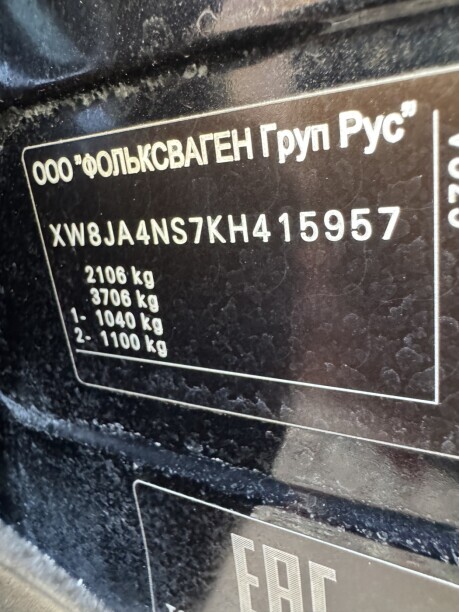 ООО "ФОЛЬКСВАГЕН Груп Рус"
XW8JA4NS7KH415957
2106 kg
3706 kg
1- 1040 kg
2- 1100 kg
EAC